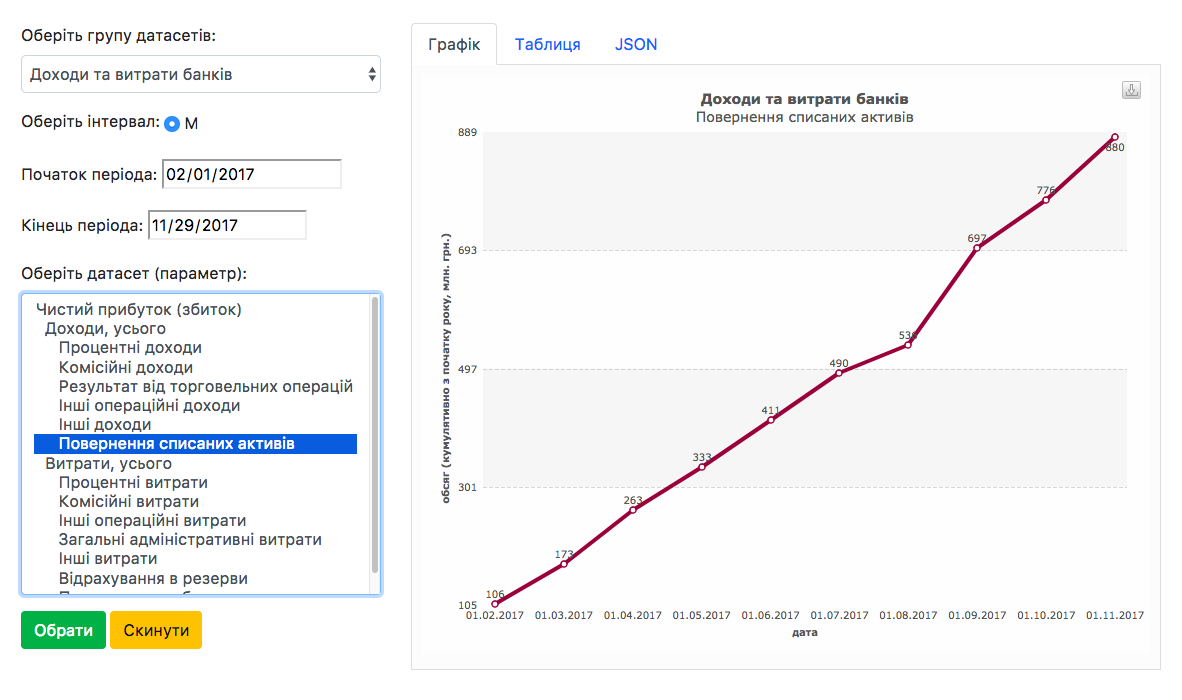 Оберіть групу датасетів:
Доходи та витрати банків
Оберіть інтервал: M
Початок періода: 02/01/2017
Кінець періода: 11/29/2017
Оберіть датасет (параметр):
Чистий прибуток (збиток)
Доходи, усього
Процентні доходи
Комісійні доходи
Результат від торговельних операцій
Інші операційні доходи
Інші доходи
Повернення списаних активів
Витрати, усього
Процентні витрати
Комісійні витрати
Інші операційні витрати
Загальні адміністративні витрати
Інші витрати
Відрахування в резерви
Обрати Скинути
Графік Таблиця JSON
Доходи та витрати банків
Повернення списаних активів
889
693
497
301
105
обсяг (кумулятивно з початку року, млн. грн.)
106
173
263
333
411
490
697
776
880
01.02.2017 01.03.2017 01.04.2017 01.05.2017 01.06.2017 01.07.2017 01.08.2017 01.09.2017 01.10.2017 01.11.2017
дата